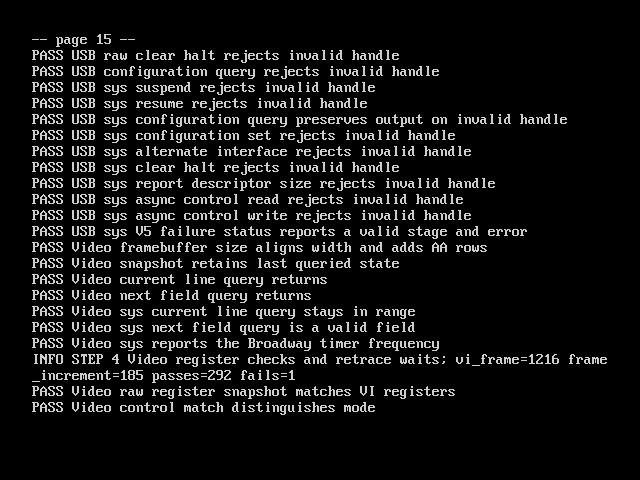 -- page 15 --
PASS USB raw clear halt rejects invalid handle
PASS USB configuration query rejects invalid handle
PASS USB sys suspend rejects invalid handle
PASS USB sys resume rejects invalid handle
PASS USB sys configuration query preserves output on invalid handle
PASS USB sys configuration set rejects invalid handle
PASS USB sys alternate interface rejects invalid handle
PASS USB sys clear halt rejects invalid handle
PASS USB sys report descriptor size rejects invalid handle
PASS USB sys async control read rejects invalid handle
PASS USB sys async control write rejects invalid handle
PASS USB sys V5 failure status reports a valid stage and error
PASS Video framebuffer size aligns width and adds AA rows
PASS Video snapshot retains last queried state
PASS Video current line query returns
PASS Video next field query returns
PASS Video sys current line query stays in range
PASS Video sys next field query is a valid field
PASS Video sys reports the Broadway timer frequency
INFO STEP 4 Video register checks and retrace waits; vi_frame=1216 frame
_increment=185 passes=292 fails=1
PASS Video raw register snapshot matches VI registers
PASS Video control match distinguishes mode